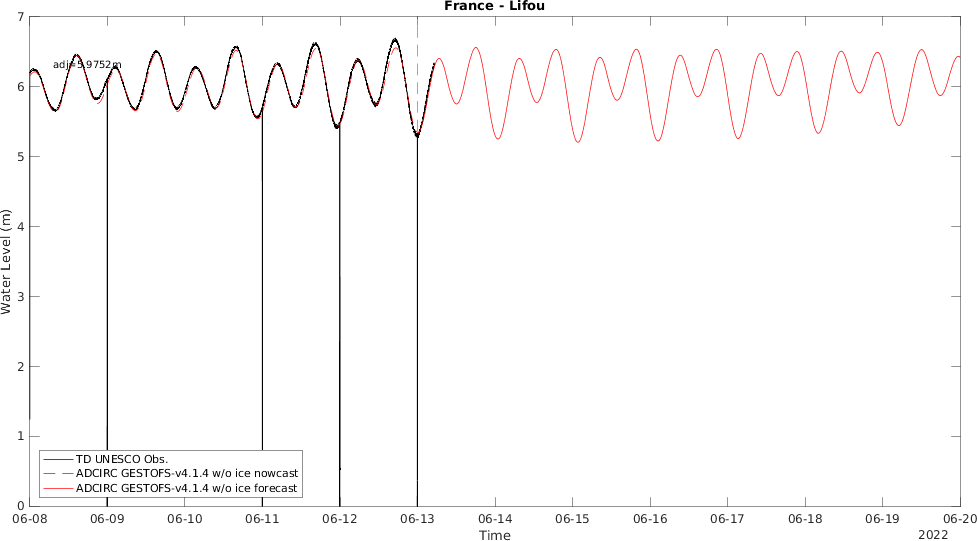 France - Lifou
7
6
5
4
3
2
1
0
Water Level (m)
adj=5.9752m
TD UNESCO Obs.
ADCIRC GESTOFS-v4.1.4 w/o ice nowcast
ADCIRC GESTOFS-v4.1.4 w/o ice forecast
06-08 06-09 06-10 06-11 06-12 06-13 06-14 06-15 06-16 06-17 06-18 06-19 06-20
Time
2022